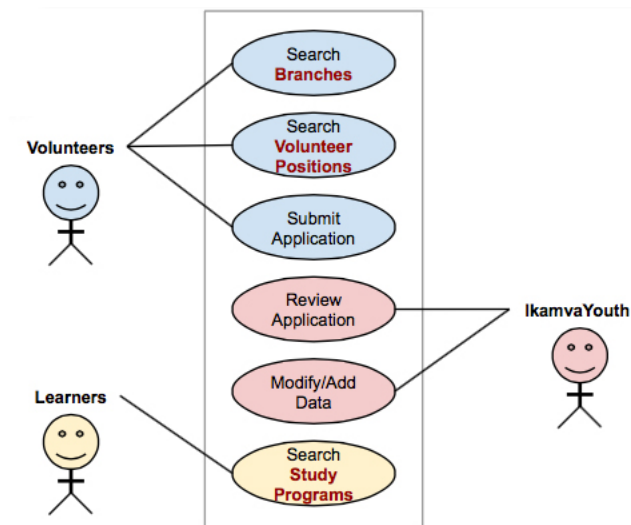 Search
Branches
Search
Volunteer
Positions
Volunteers
Submit
Application
Review
Application
IkamvaYouth
Modify/Add
Data
Learners
Search
Study
Programs